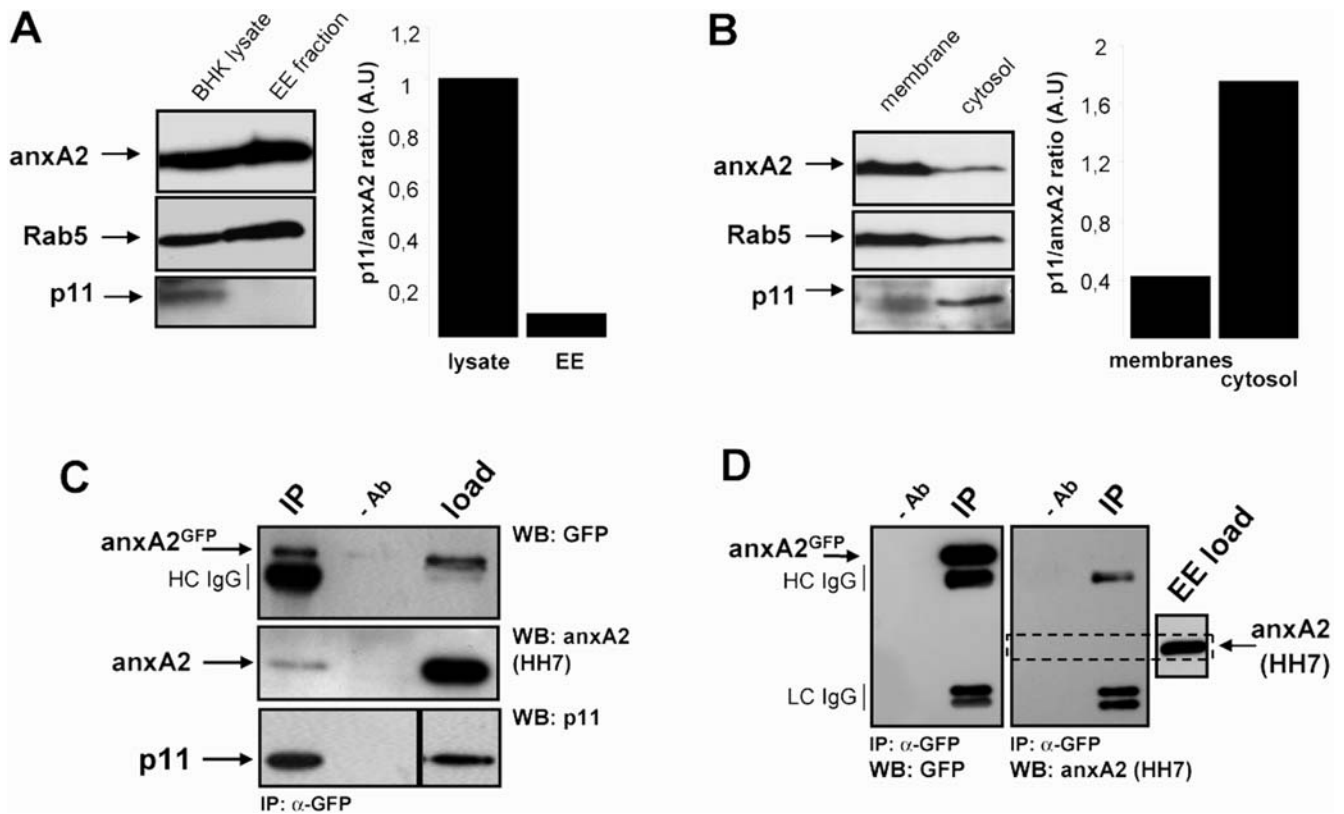 A
BHK lysate
EE fraction
anxA2
Rab5
p11
p11/anxA2 ratio (A.U)
1,2
1
0,8
0,6
0,4
0,2
lysate
EE
B
membrane
cytosol
anxA2
Rab5
p11
p11/anxA2 ratio (A.U)
2
1,6
1,2
0,8
0,4
membranes
cytosol
C
IP
- Ab
load
anxA2GFP
HC IgG
WB: GFP
anxA2
WB: anxA2
(HH7)
p11
WB: p11
IP: α-GFP
D
- Ab
IP
- Ab
IP
EE load
anxA2GFP
HC IgG
LC IgG
anxA2
(HH7)
IP: α-GFP
WB: GFP
IP: α-GFP
WB: anxA2 (HH7)